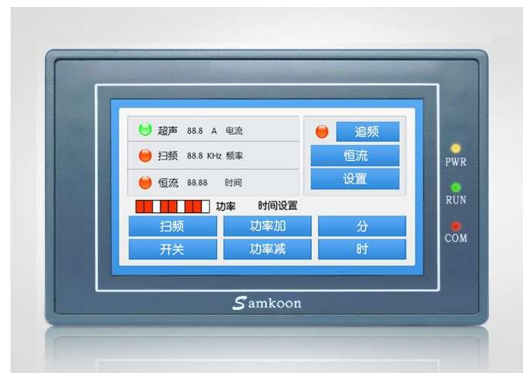 超声 88.8 A 电流
追频
扫频 88.8 KHz 频率
恒流
恒流 88.88 时间
设置
功率 时间设置
扫频 功率加 分
开关 功率减 时
PWR
RUN
COM
Samkoon